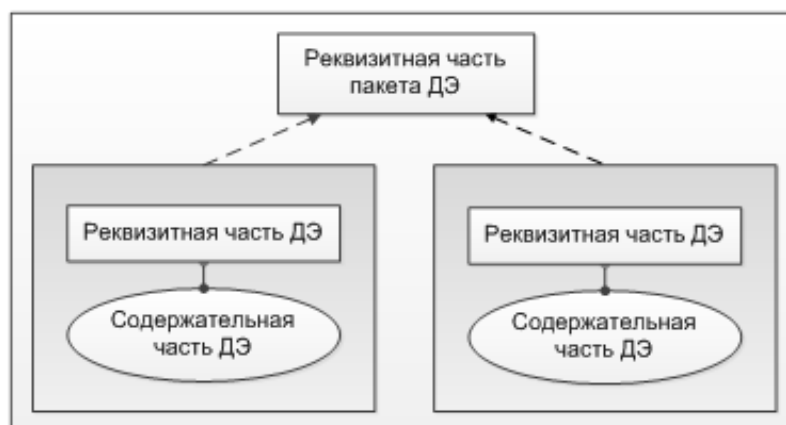 Реквизитная часть
пакета ДЭ
Реквизитная часть ДЭ
Содержательная
часть ДЭ
Реквизитная часть ДЭ
Содержательная
часть ДЭ